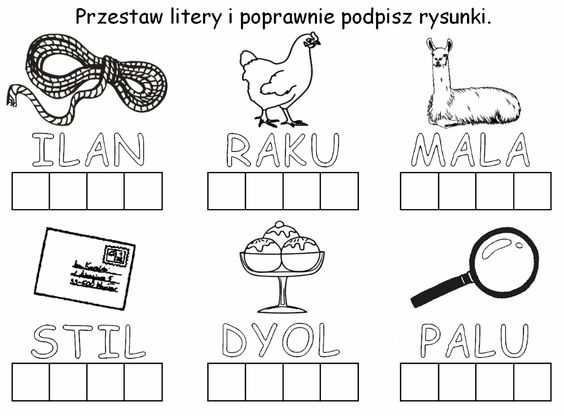 Przestaw litery i poprawnie podpisz rysunki.
ILAN RAKU MALA
STIL DYOL PALU